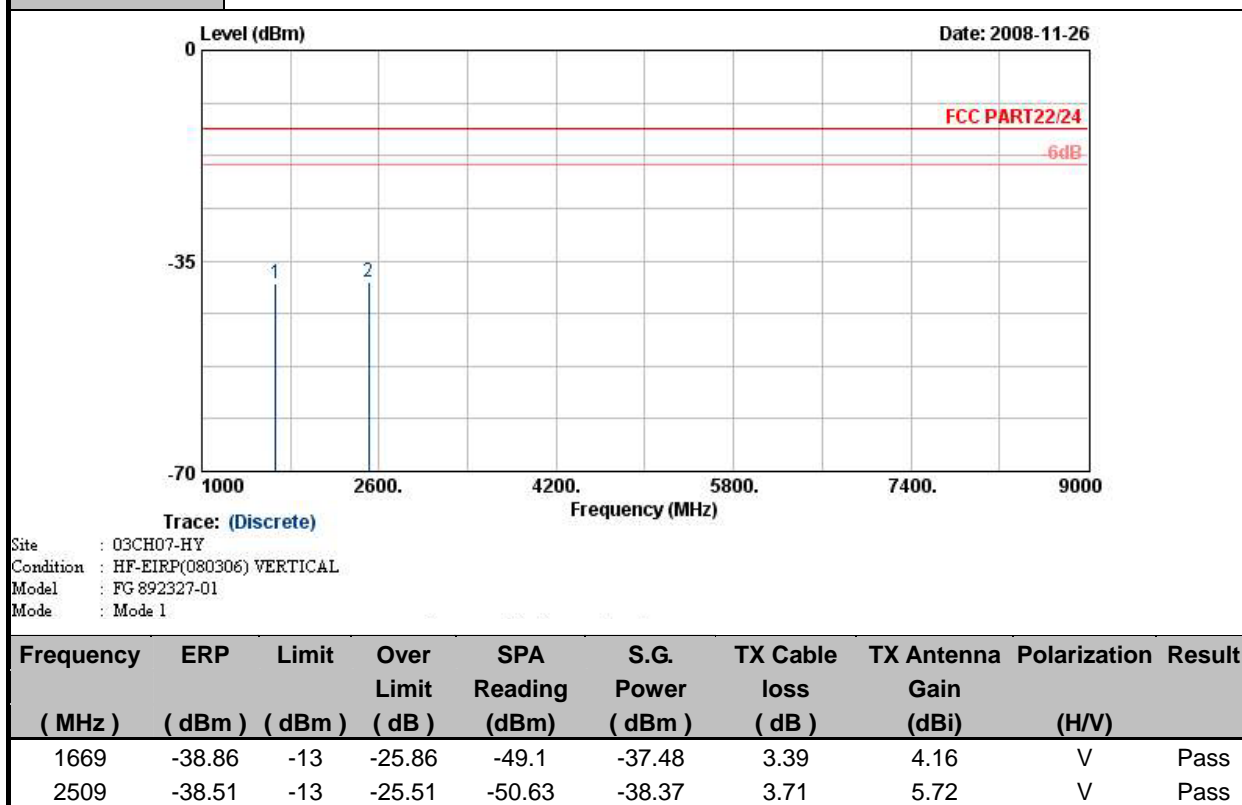 Level (dBm)
Date: 2008-11-26
0
FCC PART22/24
-6dB
-35
1
2
-70
1000
2600.
4200.
5800.
7400.
9000
Frequency (MHz)
Trace: (Discrete)
Site : 03CH07-HY
Condition : HF-EIRP(080306) VERTICAL
Model : FG 892327-01
Mode : Mode 1
Frequency ERP Limit Over SPA S.G. TX Cable TX Antenna Polarization Result
Limit Reading Power loss Gain
( MHz ) ( dBm ) ( dBm ) ( dB ) (dBm) ( dBm ) ( dB ) (dBi) (H/V)
1669 -38.86 -13 -25.86 -49.1 -37.48 3.39 4.16 V Pass
2509 -38.51 -13 -25.51 -50.63 -38.37 3.71 5.72 V Pass